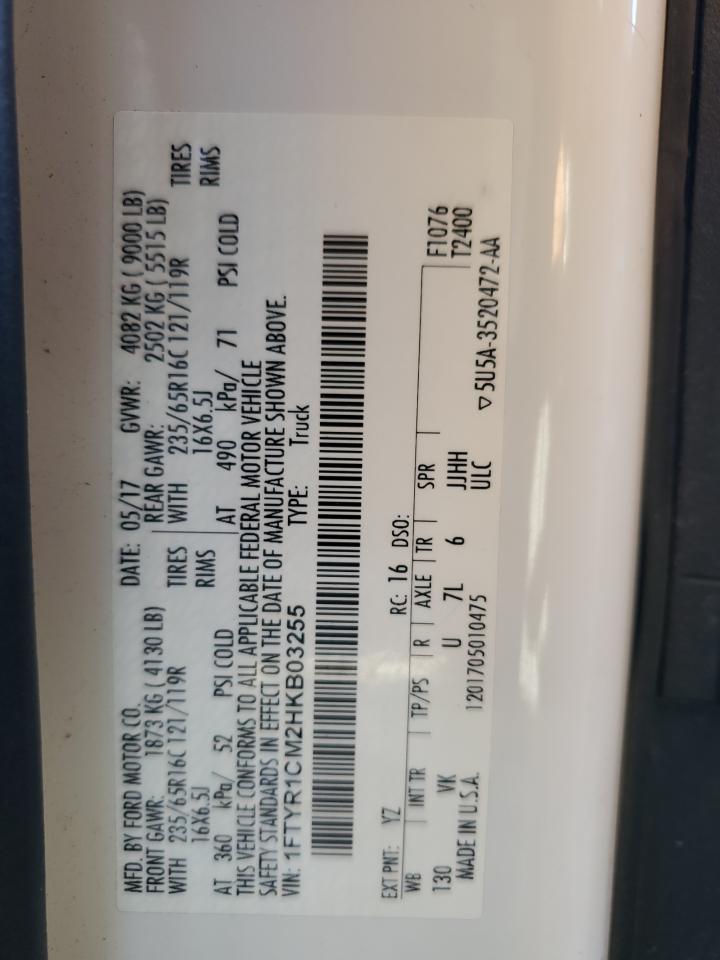 MFD. BY FORD MOTOR CO. DATE: 05/17 GVWR: 4082 KG ( 9000 LB)
FRONT GAWR: 1873 KG ( 4130 LB) REAR GAWR: 2502 KG ( 5515 LB)
WITH 235/65R16C 121/119R TIRES WITH 235/65R16C 121/119R TIRES
16X6.5J RIMS 16X6.5J RIMS
AT 360 kPa/ 52 PSI COLD AT 490 kPa/ 71 PSI COLD
THIS VEHICLE CONFORMS TO ALL APPLICABLE FEDERAL MOTOR VEHICLE
SAFETY STANDARDS IN EFFECT ON THE DATE OF MANUFACTURE SHOWN ABOVE.
VIN: 1FTYR1CM2HKB03255 TYPE: Truck
EXT PNT: YZ RC: 16 DSO:
WB INT TR TP/PS R AXLE TR SPR F1076
130 VK U 7L 6 JJHH T2400
MADE IN U.S.A. 1201705010475 ULC ▽5U5A-3520472-AA